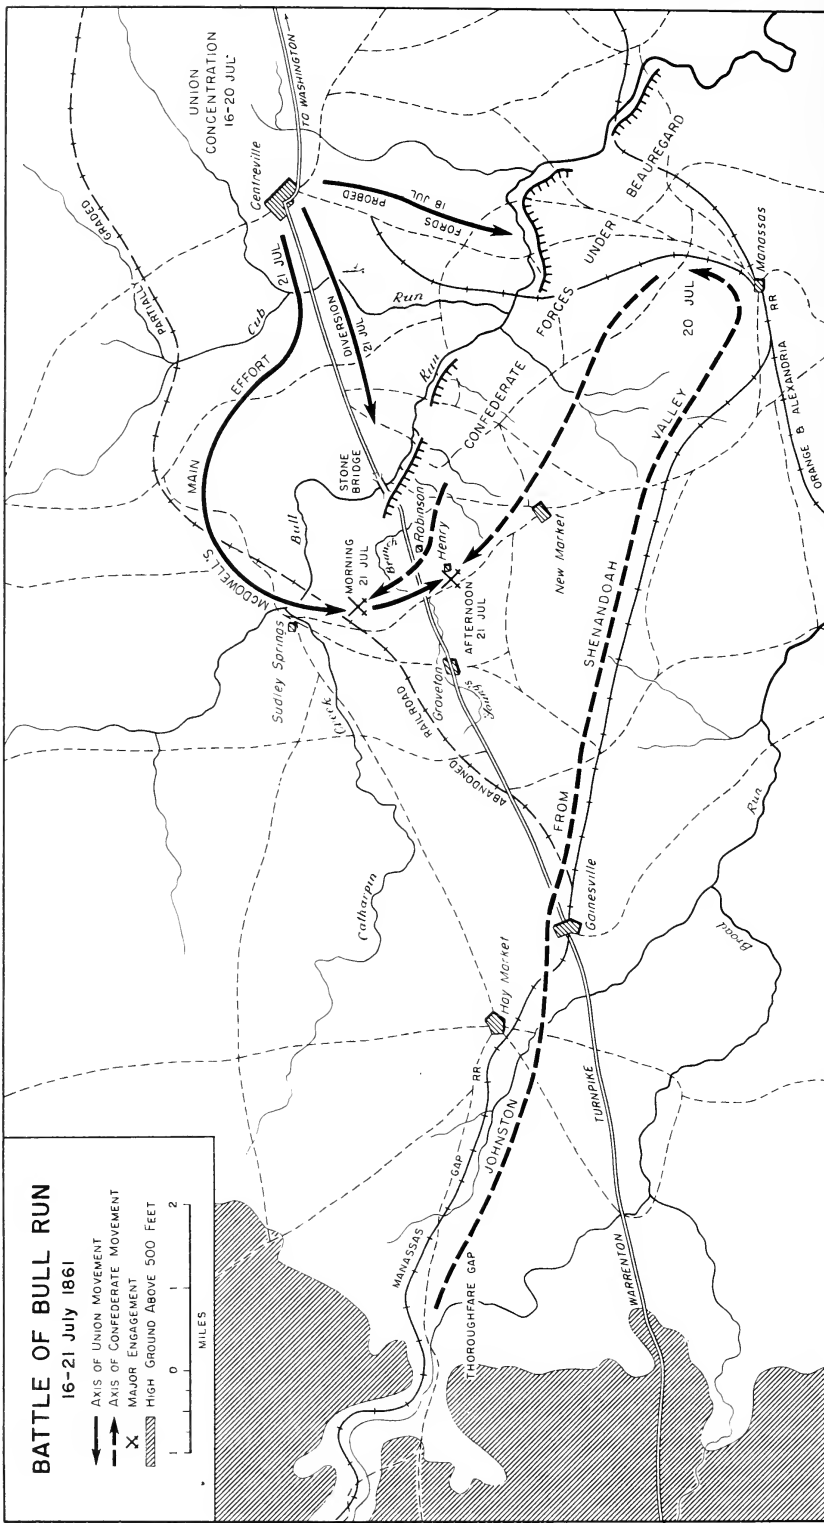 BATTLE OF BULL RUN
16-21 July 1861
AXIS OF UNION MOVEMENT
AXIS OF CONFEDERATE MOVEMENT
MAJOR ENGAGEMENT
HIGH GROUND ABOVE 500 FEET
1 0 1 2
MILES
THOROUGHFARE GAP
MANASSAS GAP RR
JOHNSTON FROM SHENANDOAH VALLEY
20 JUL
WARRENTON TURNPIKE
Hay Market
Gainesville
Broad Run
Catharpin Creek
Sudley Springs
ABANDONED RAILROAD
PARTIALLY GRADED
Groveton
Young's Branch
MORNING
21 JUL
AFTERNOON
21 JUL
Henry
Robinson
New Market
STONE
BRIDGE
Bull Run
McDOWELL'S MAIN EFFORT 21 JUL
Cub Run
DIVERSION
21 JUL
Centreville
UNION
CONCENTRATION
16-20 JUL
TO WASHINGTON
FORDS PROBED
18 JUL
CONFEDERATE FORCES UNDER BEAUREGARD
Manassas
ORANGE & ALEXANDRIA RR